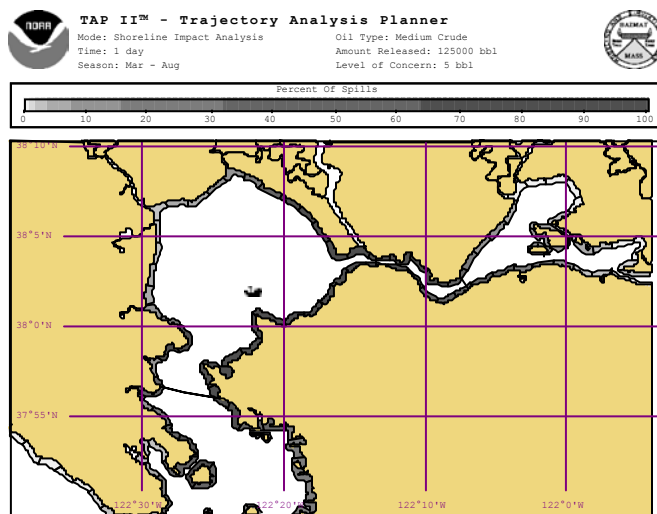 NOAA
TAP II™ - Trajectory Analysis Planner
Mode: Shoreline Impact Analysis
Oil Type: Medium Crude
Time: 1 day
Amount Released: 125000 bbl
Season: Mar - Aug
Level of Concern: 5 bbl
HAZMAT
MASS
Percent Of Spills
0 10 20 30 40 50 60 70 80 90 100
38°10'N
38°5'N
38°0'N
37°55'N
122°30'W 122°20'W 122°10'W 122°0'W